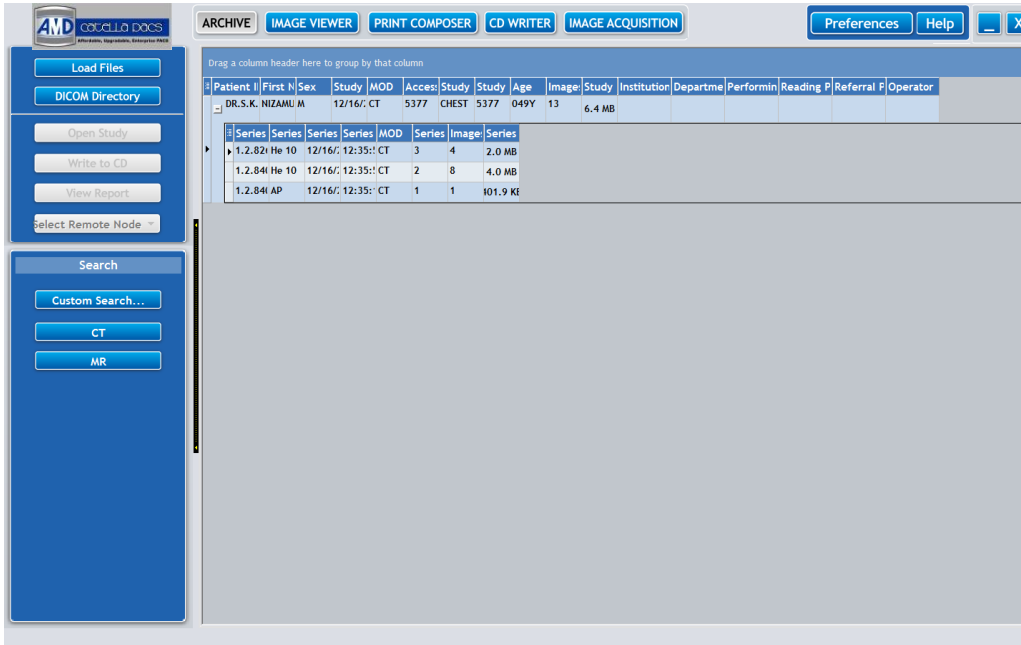 AMD CATELLA PACS
Affordable, Upgradable, Enterprise PACS
ARCHIVE IMAGE VIEWER PRINT COMPOSER CD WRITER IMAGE ACQUISITION Preferences Help _ X
Load Files
DICOM Directory
Open Study
Write to CD
View Report
Select Remote Node
Search
Custom Search...
CT
MR
Drag a column header here to group by that column
Patient I First N Sex Study MOD Acces: Study Study Age Image: Study Institution Departme Performin Reading P Referral P Operator
DR.S.K. NIZAMU M 12/16/ CT 5377 CHEST 5377 049Y 13 6.4 MB
Series Series Series Series MOD Series Image: Series
1.2.82 He 10 12/16/ 12:35: CT 3 4 2.0 MB
1.2.84 He 10 12/16/ 12:35: CT 2 8 4.0 MB
1.2.84 AP 12/16/ 12:35: CT 1 1 401.9 KB